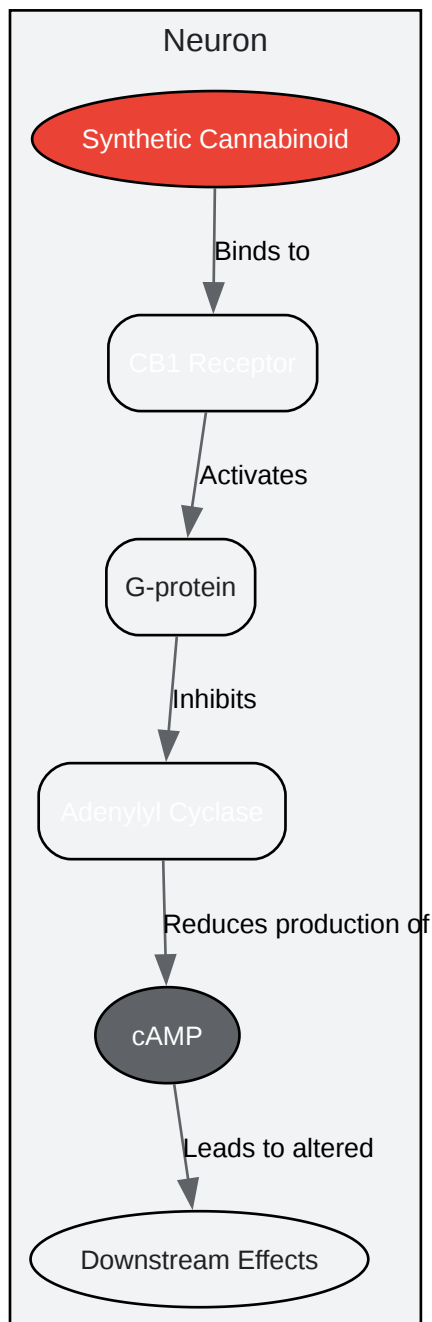 Neuron
Synthetic Cannabinoid
Binds to
CB1 Receptor
Activates
G-protein
Inhibits
Adenylyl Cyclase
Reduces production of
cAMP
Leads to altered
Downstream Effects